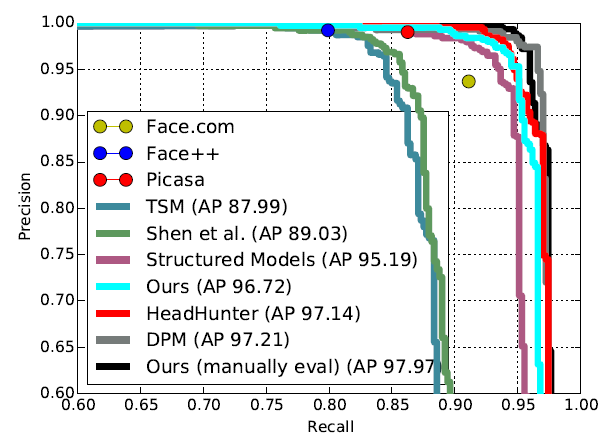 1.00
0.95
0.90
0.85
0.80
0.75
0.70
0.65
0.60
Precision
Face.com
Face++
Picasa
TSM (AP 87.99)
Shen et al. (AP 89.03)
Structured Models (AP 95.19)
Ours (AP 96.72)
HeadHunter (AP 97.14)
DPM (AP 97.21)
Ours (manually eval) (AP 97.97)
0.60 0.65 0.70 0.75 0.80 0.85 0.90 0.95 1.00
Recall